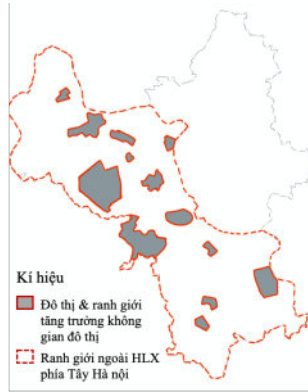 Kí hiệu
Đô thị & ranh giới
tăng trưởng không
gian đô thị
Ranh giới ngoài HLX
phía Tây Hà nội